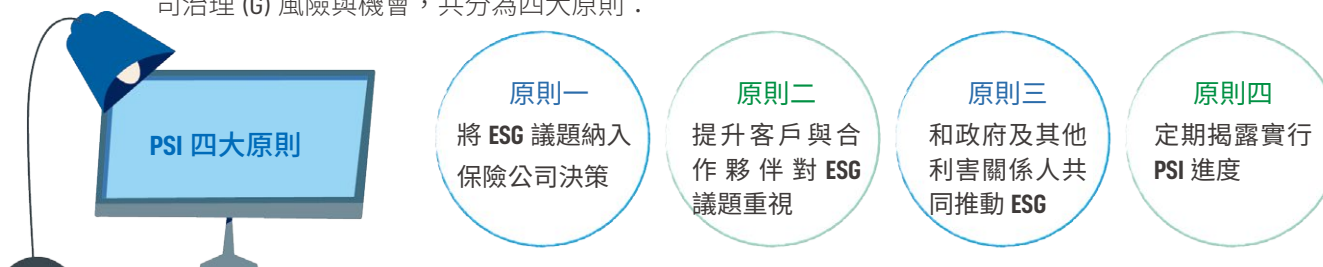 司治理 (G) 風險與機會，共分為四大原則：
PSI 四大原則
原則一
將 ESG 議題納入
保險公司決策
原則二
提升客戶與合
作夥伴對 ESG
議題重視
原則三
和政府及其他
利害關係人共
同推動 ESG
原則四
定期揭露實行
PSI 進度